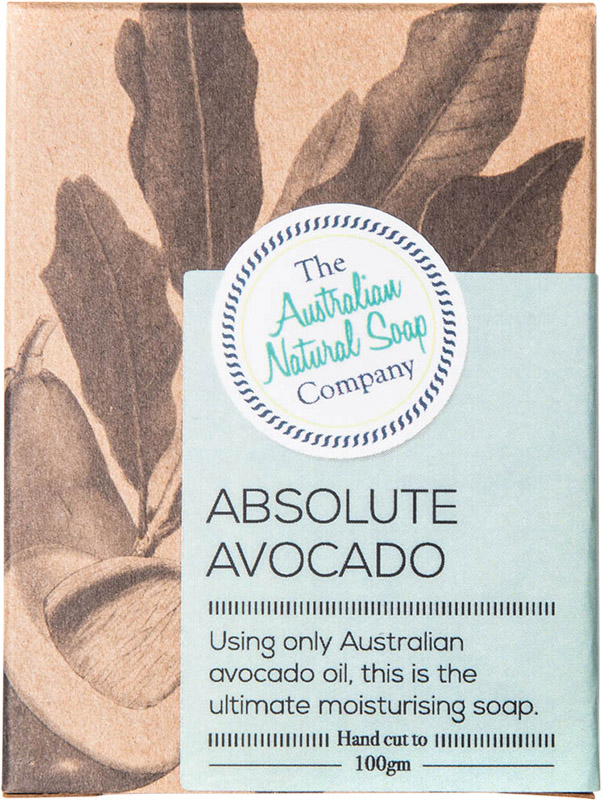 The
Australian
Natural Soap
Company
ABSOLUTE
AVOCADO
Using only Australian
avocado oil, this is the
ultimate moisturising soap.
Hand cut to
100gm